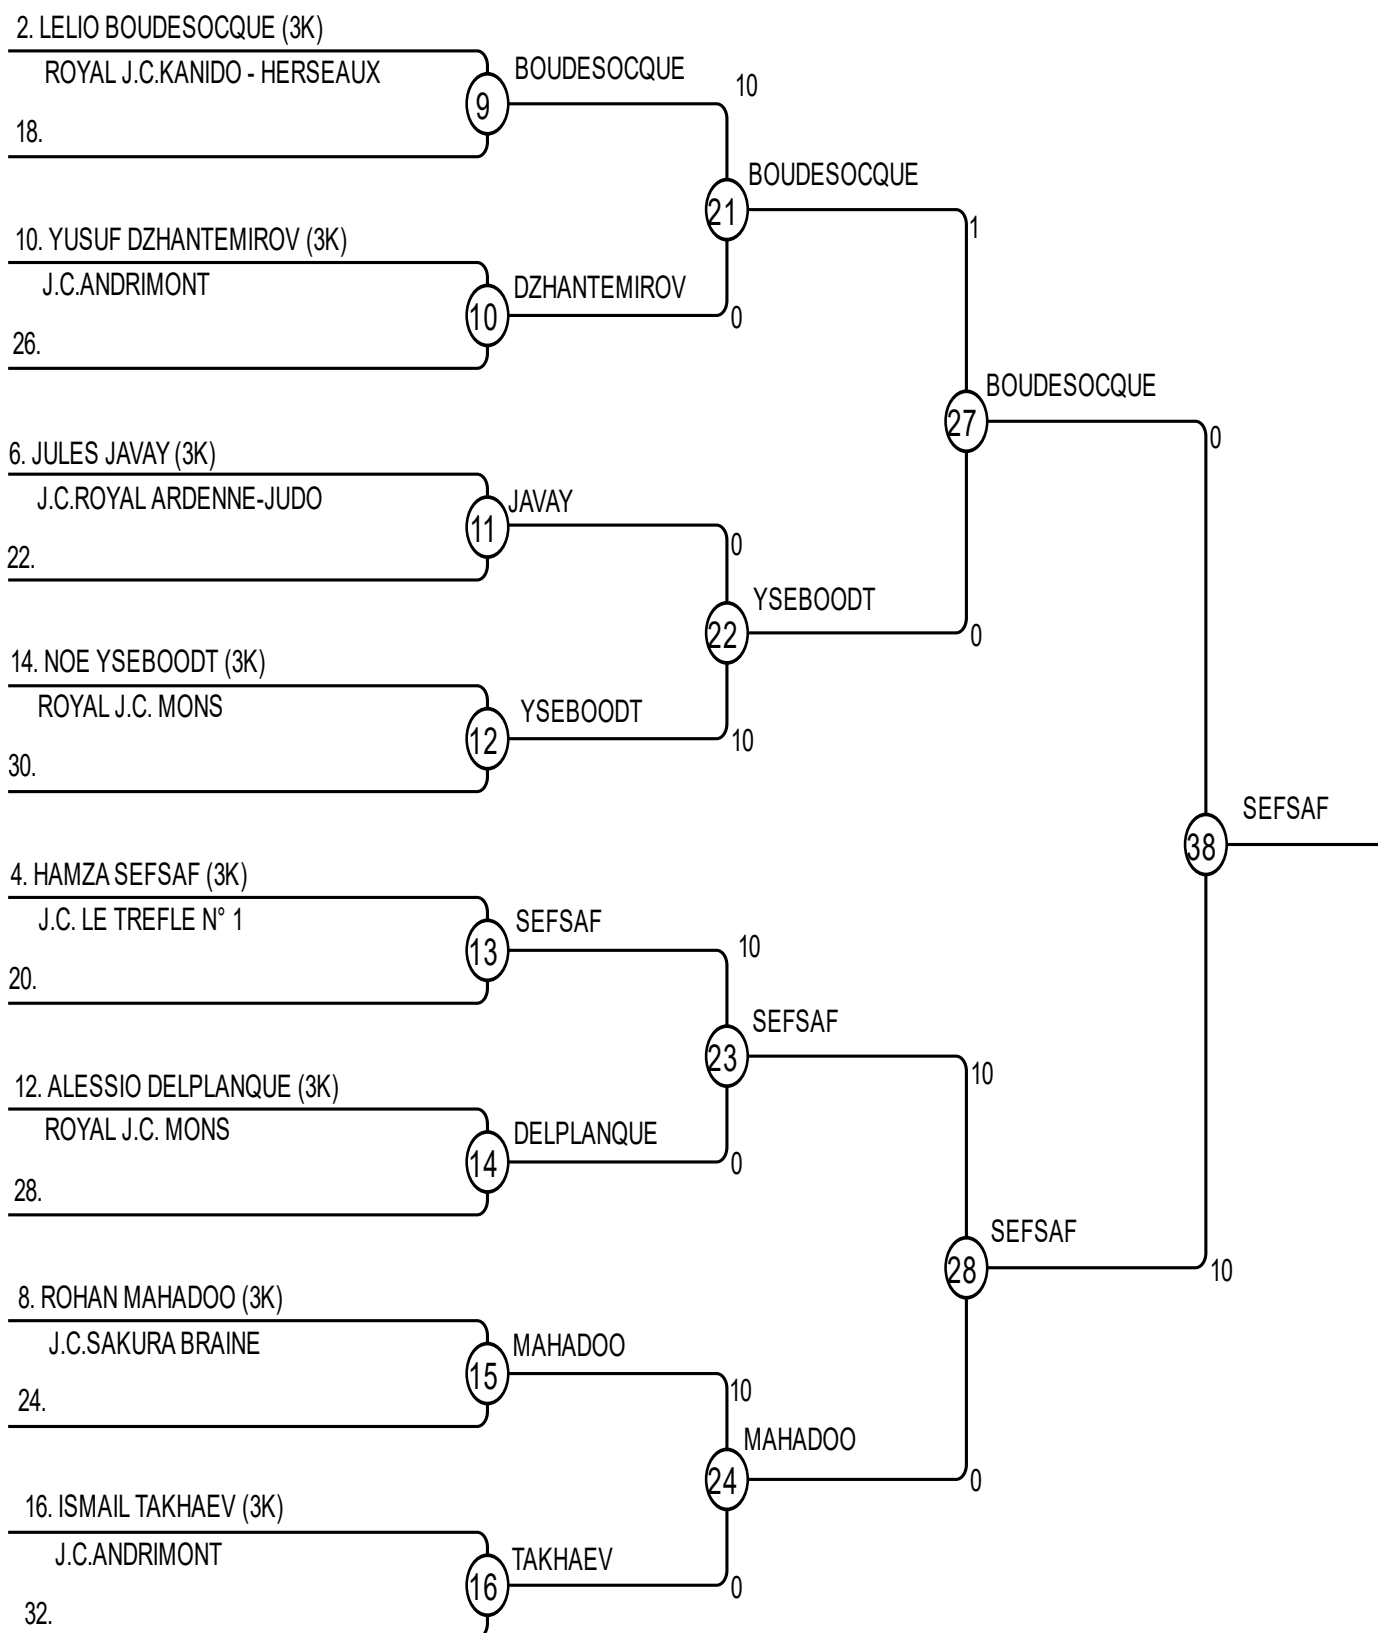 2. LELIO BOUDESOCQUE (3K)
ROYAL J.C.KANIDO - HERSEAUX
18.
9
BOUDESOCQUE
10
10. YUSUF DZHANTEMIROV (3K)
J.C.ANDRIMONT
26.
10
DZHANTEMIROV
0
21
BOUDESOCQUE
1
6. JULES JAVAY (3K)
J.C.ROYAL ARDENNE-JUDO
22.
11
JAVAY
0
14. NOE YSEBOODT (3K)
ROYAL J.C. MONS
30.
12
YSEBOODT
10
22
YSEBOODT
0
27
BOUDESOCQUE
0
4. HAMZA SEFSAF (3K)
J.C. LE TREFLE N° 1
20.
13
SEFSAF
10
12. ALESSIO DELPLANQUE (3K)
ROYAL J.C. MONS
28.
14
DELPLANQUE
0
23
SEFSAF
10
8. ROHAN MAHADOO (3K)
J.C.SAKURA BRAINE
24.
15
MAHADOO
10
16. ISMAIL TAKHAEV (3K)
J.C.ANDRIMONT
32.
16
TAKHAEV
0
24
MAHADOO
0
28
SEFSAF
10
38
SEFSAF